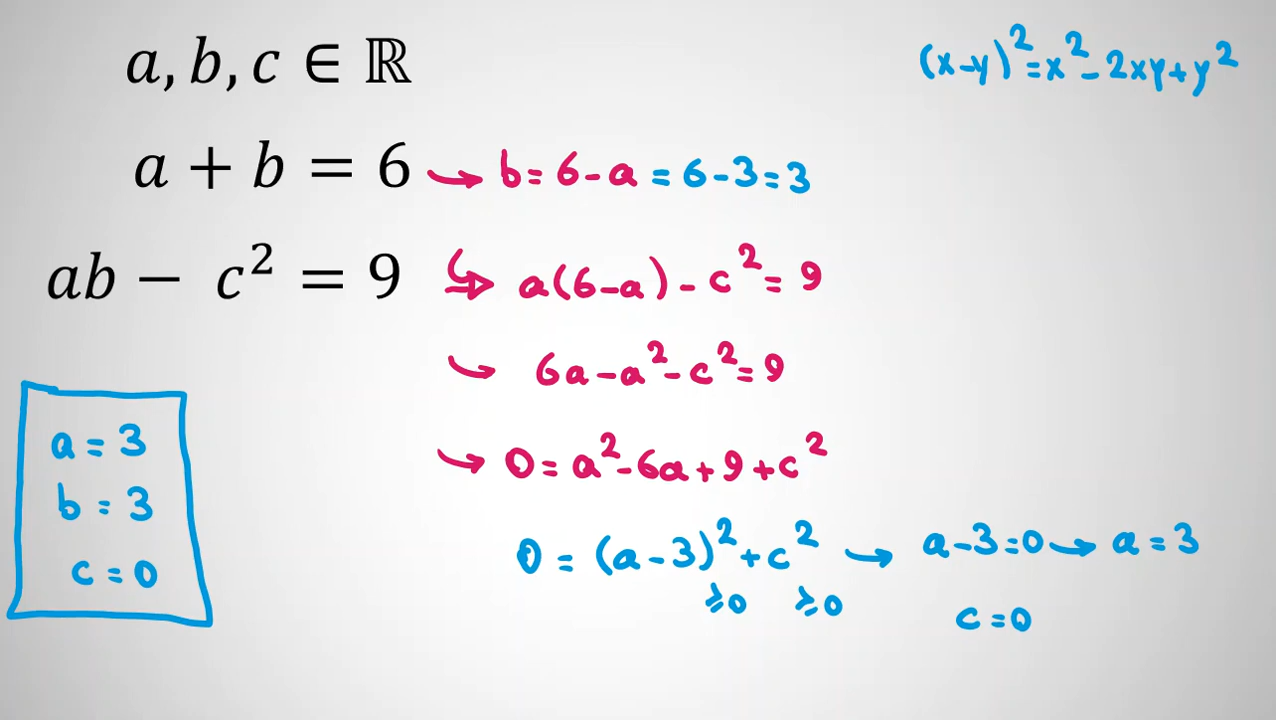 a, b, c ∈ ℝ
(x-y)² = x² - 2xy + y²
a + b = 6 → b = 6 - a = 6 - 3 = 3
ab - c² = 9 ↪ a(6-a) - c² = 9
→ 6a - a² - c² = 9
→ 0 = a² - 6a + 9 + c²
0 = (a-3)² + c² → a - 3 = 0 → a = 3
≥0 ≥0
c = 0
a = 3
b = 3
c = 0